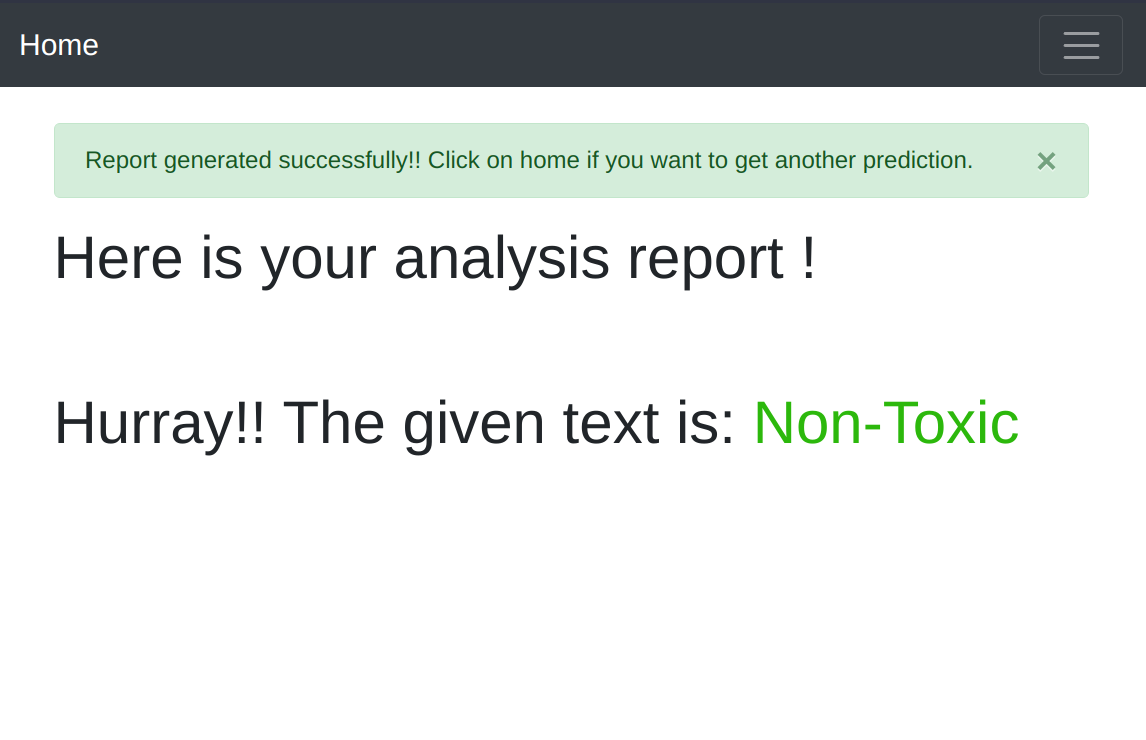 Home
Report generated successfully!! Click on home if you want to get another prediction. ×
Here is your analysis report !
Hurray!! The given text is: Non-Toxic